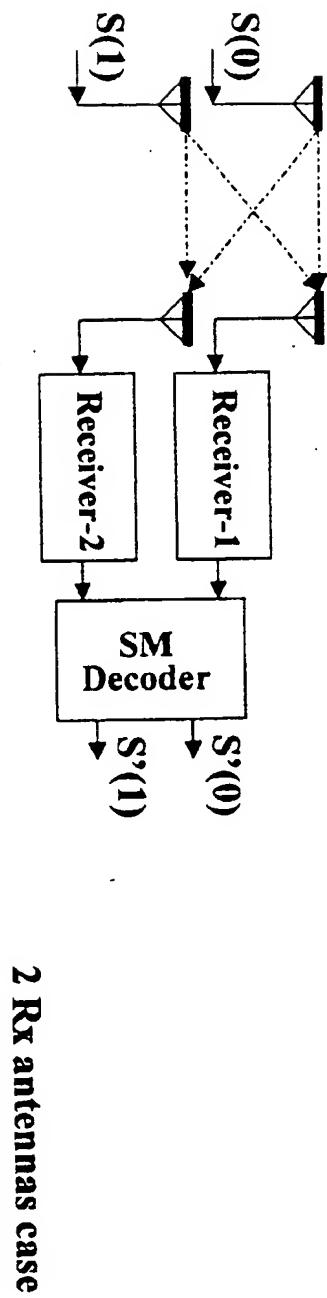 S(0)
S(1)
Receiver-1
Receiver-2
SM
Decoder
S'(0)
S'(1)
2 Rx antennas case